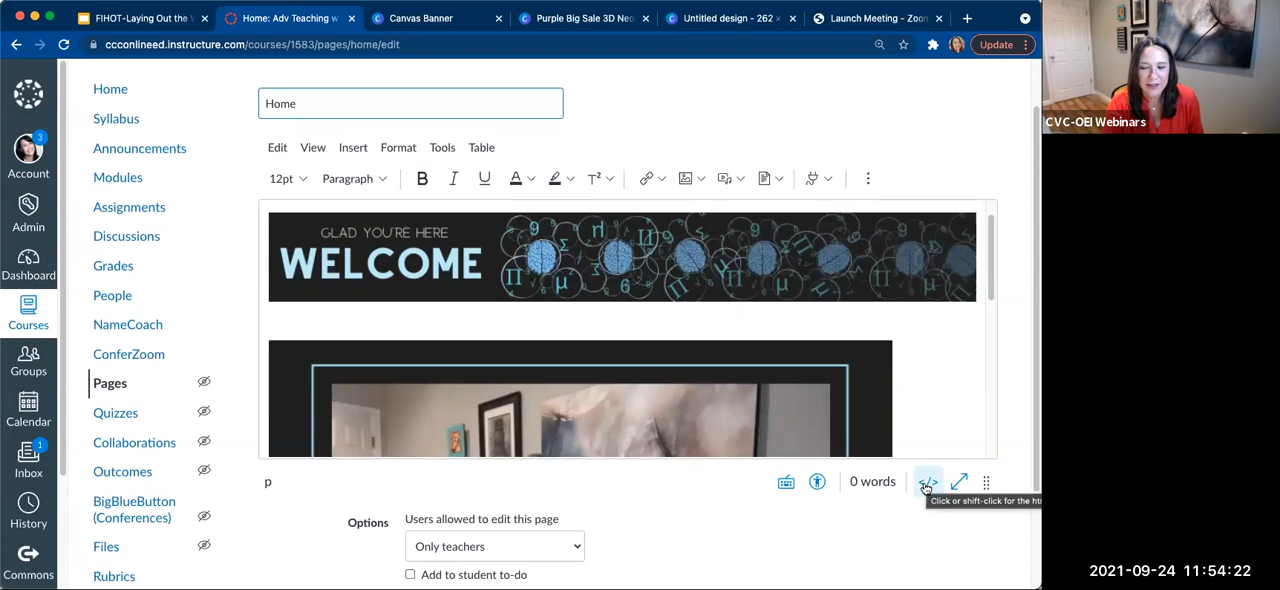 FIHOT-Laying Out the
Home: Adv Teaching w
Canvas Banner
Purple Big Sale 3D Neo
Untitled design - 262
Launch Meeting - Zoo
ccconlineed.instructure.com/courses/1583/pages/home/edit
Update
3
Account
Admin
Dashboard
Courses
Groups
Calendar
1
Inbox
History
Commons
Home
Syllabus
Announcements
Modules
Assignments
Discussions
Grades
People
NameCoach
ConferZoom
Pages
Quizzes
Collaborations
Outcomes
BigBlueButton
(Conferences)
Files
Rubrics
Home
Edit View Insert Format Tools Table
12pt Paragraph B I U A T²
GLAD YOU'RE HERE
WELCOME
p
0 words </>
Click or shift-click for the ht
Options
Users allowed to edit this page
Only teachers
Add to student to-do
CVC-OEI Webinars
2021-09-24 11:54:22